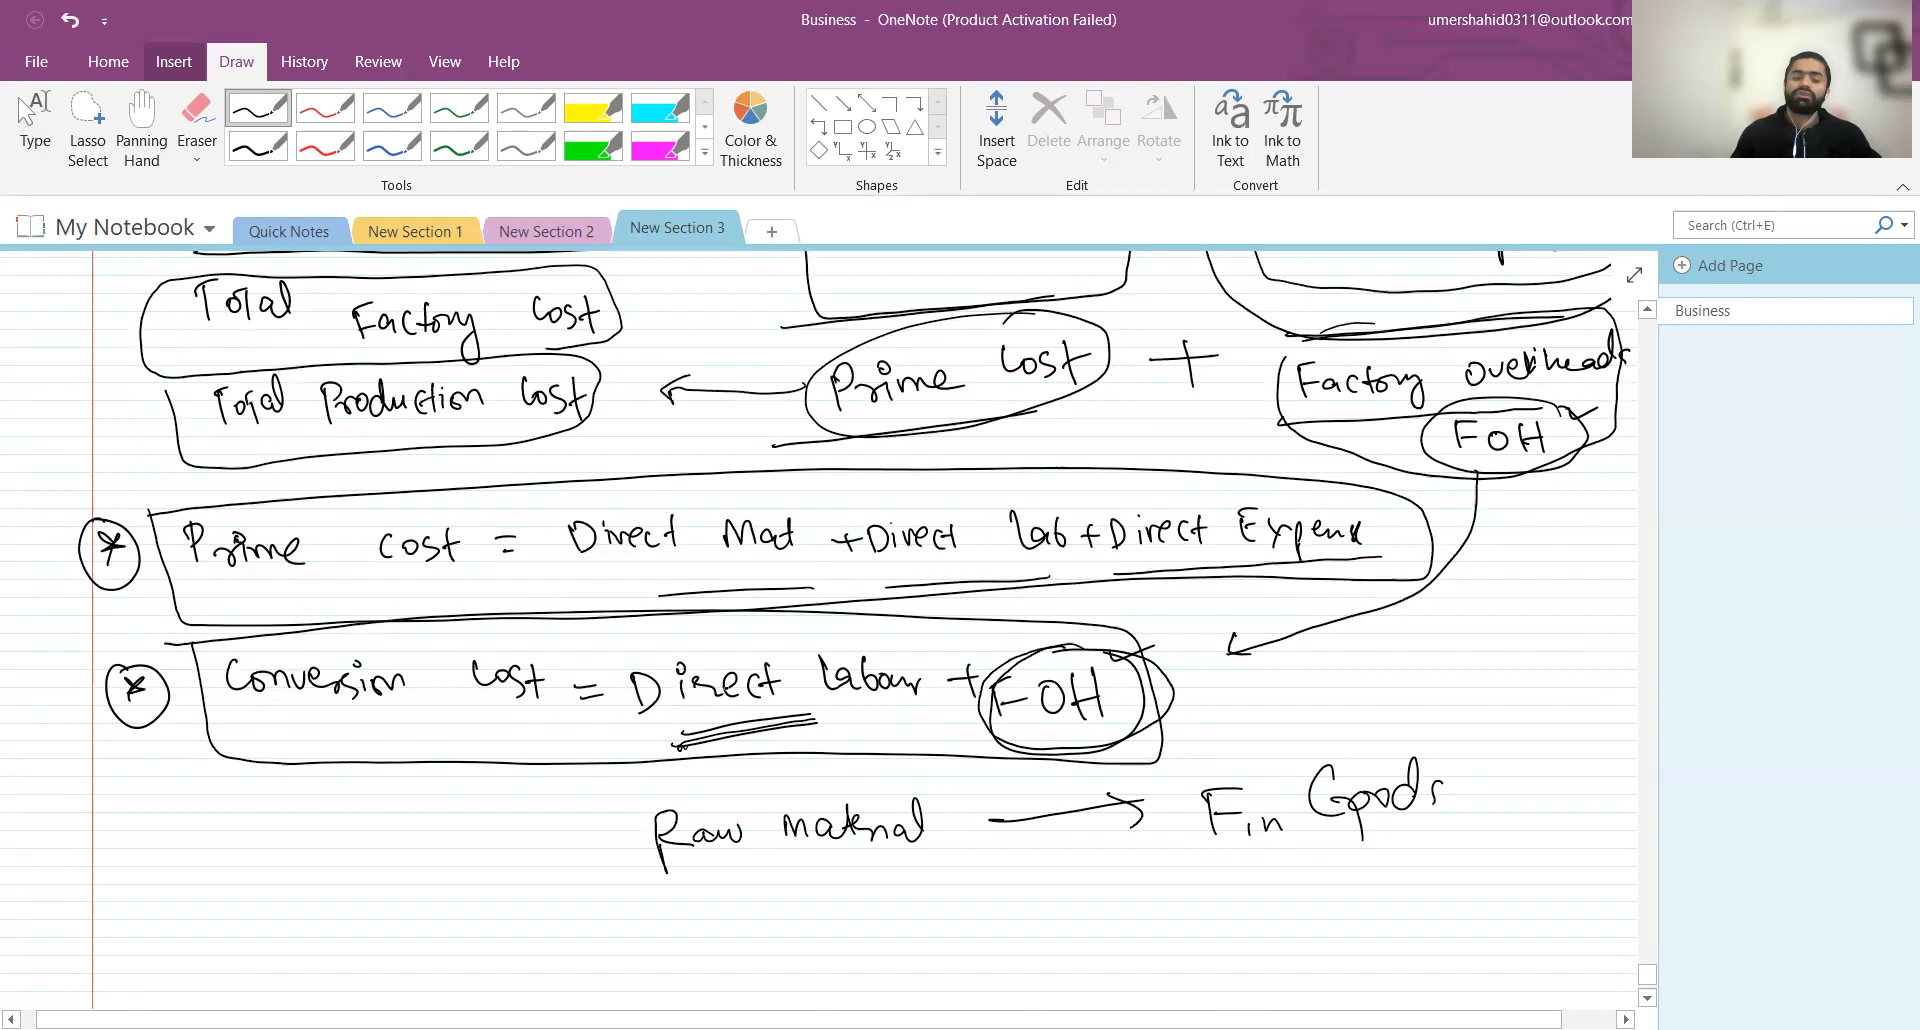 Business - OneNote (Product Activation Failed)
umershahid0311@outlook.com
File Home Insert Draw History Review View Help
Type
Lasso Select
Panning Hand
Eraser
Color & Thickness
Insert Space
Delete
Arrange
Rotate
Ink to Text
Ink to Math
Tools
Shapes
Edit
Convert
My Notebook
Quick Notes
New Section 1
New Section 2
New Section 3
+
Search (Ctrl+E)
Add Page
Business
Total Factory Cost
Total Production Cost ← Prime Cost + Factory overheads
FOH
* Prime Cost = Direct Mat + Direct lab + Direct Expens
* Conversion Cost = Direct Labour + FOH
Raw material → Fin Goods